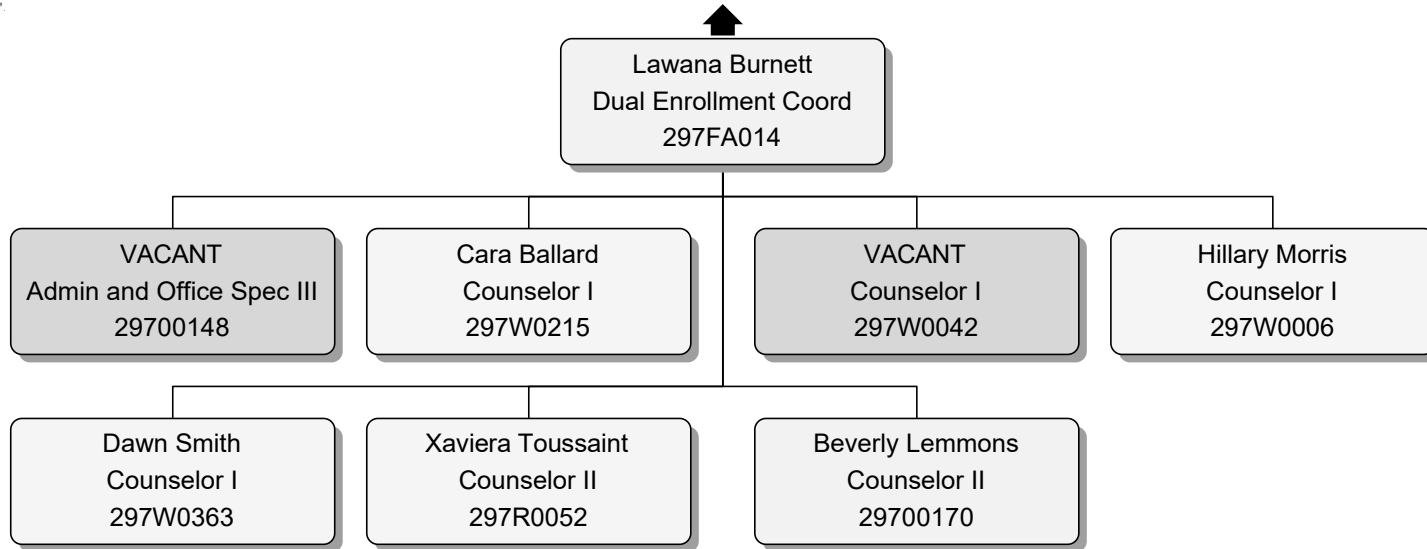 Lawana Burnett
Dual Enrollment Coord
297FA014
VACANT
Admin and Office Spec III
29700148
Cara Ballard
Counselor I
297W0215
VACANT
Counselor I
297W0042
Hillary Morris
Counselor I
297W0006
Dawn Smith
Counselor I
297W0363
Xaviera Toussaint
Counselor II
297R0052
Beverly Lemmons
Counselor II
29700170